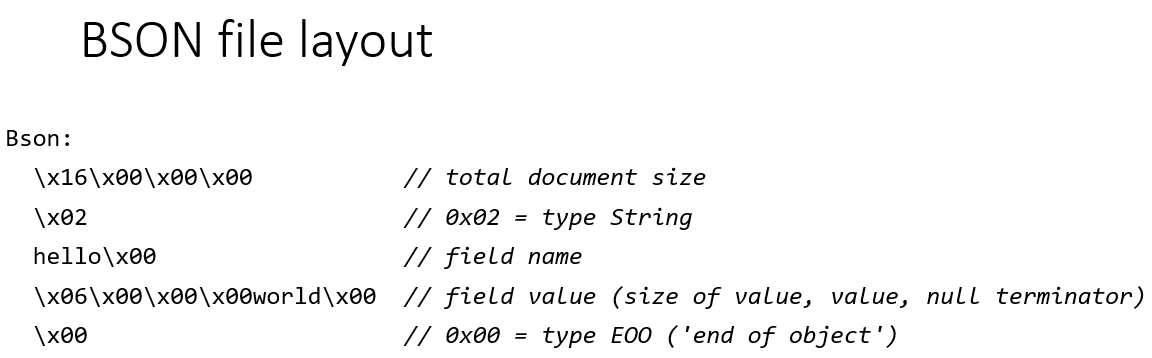 BSON file layout
Bson:
\x16\x00\x00\x00 // total document size
\x02 // 0x02 = type String
hello\x00 // field name
\x06\x00\x00\x00world\x00 // field value (size of value, value, null terminator)
\x00 // 0x00 = type EOO ('end of object')